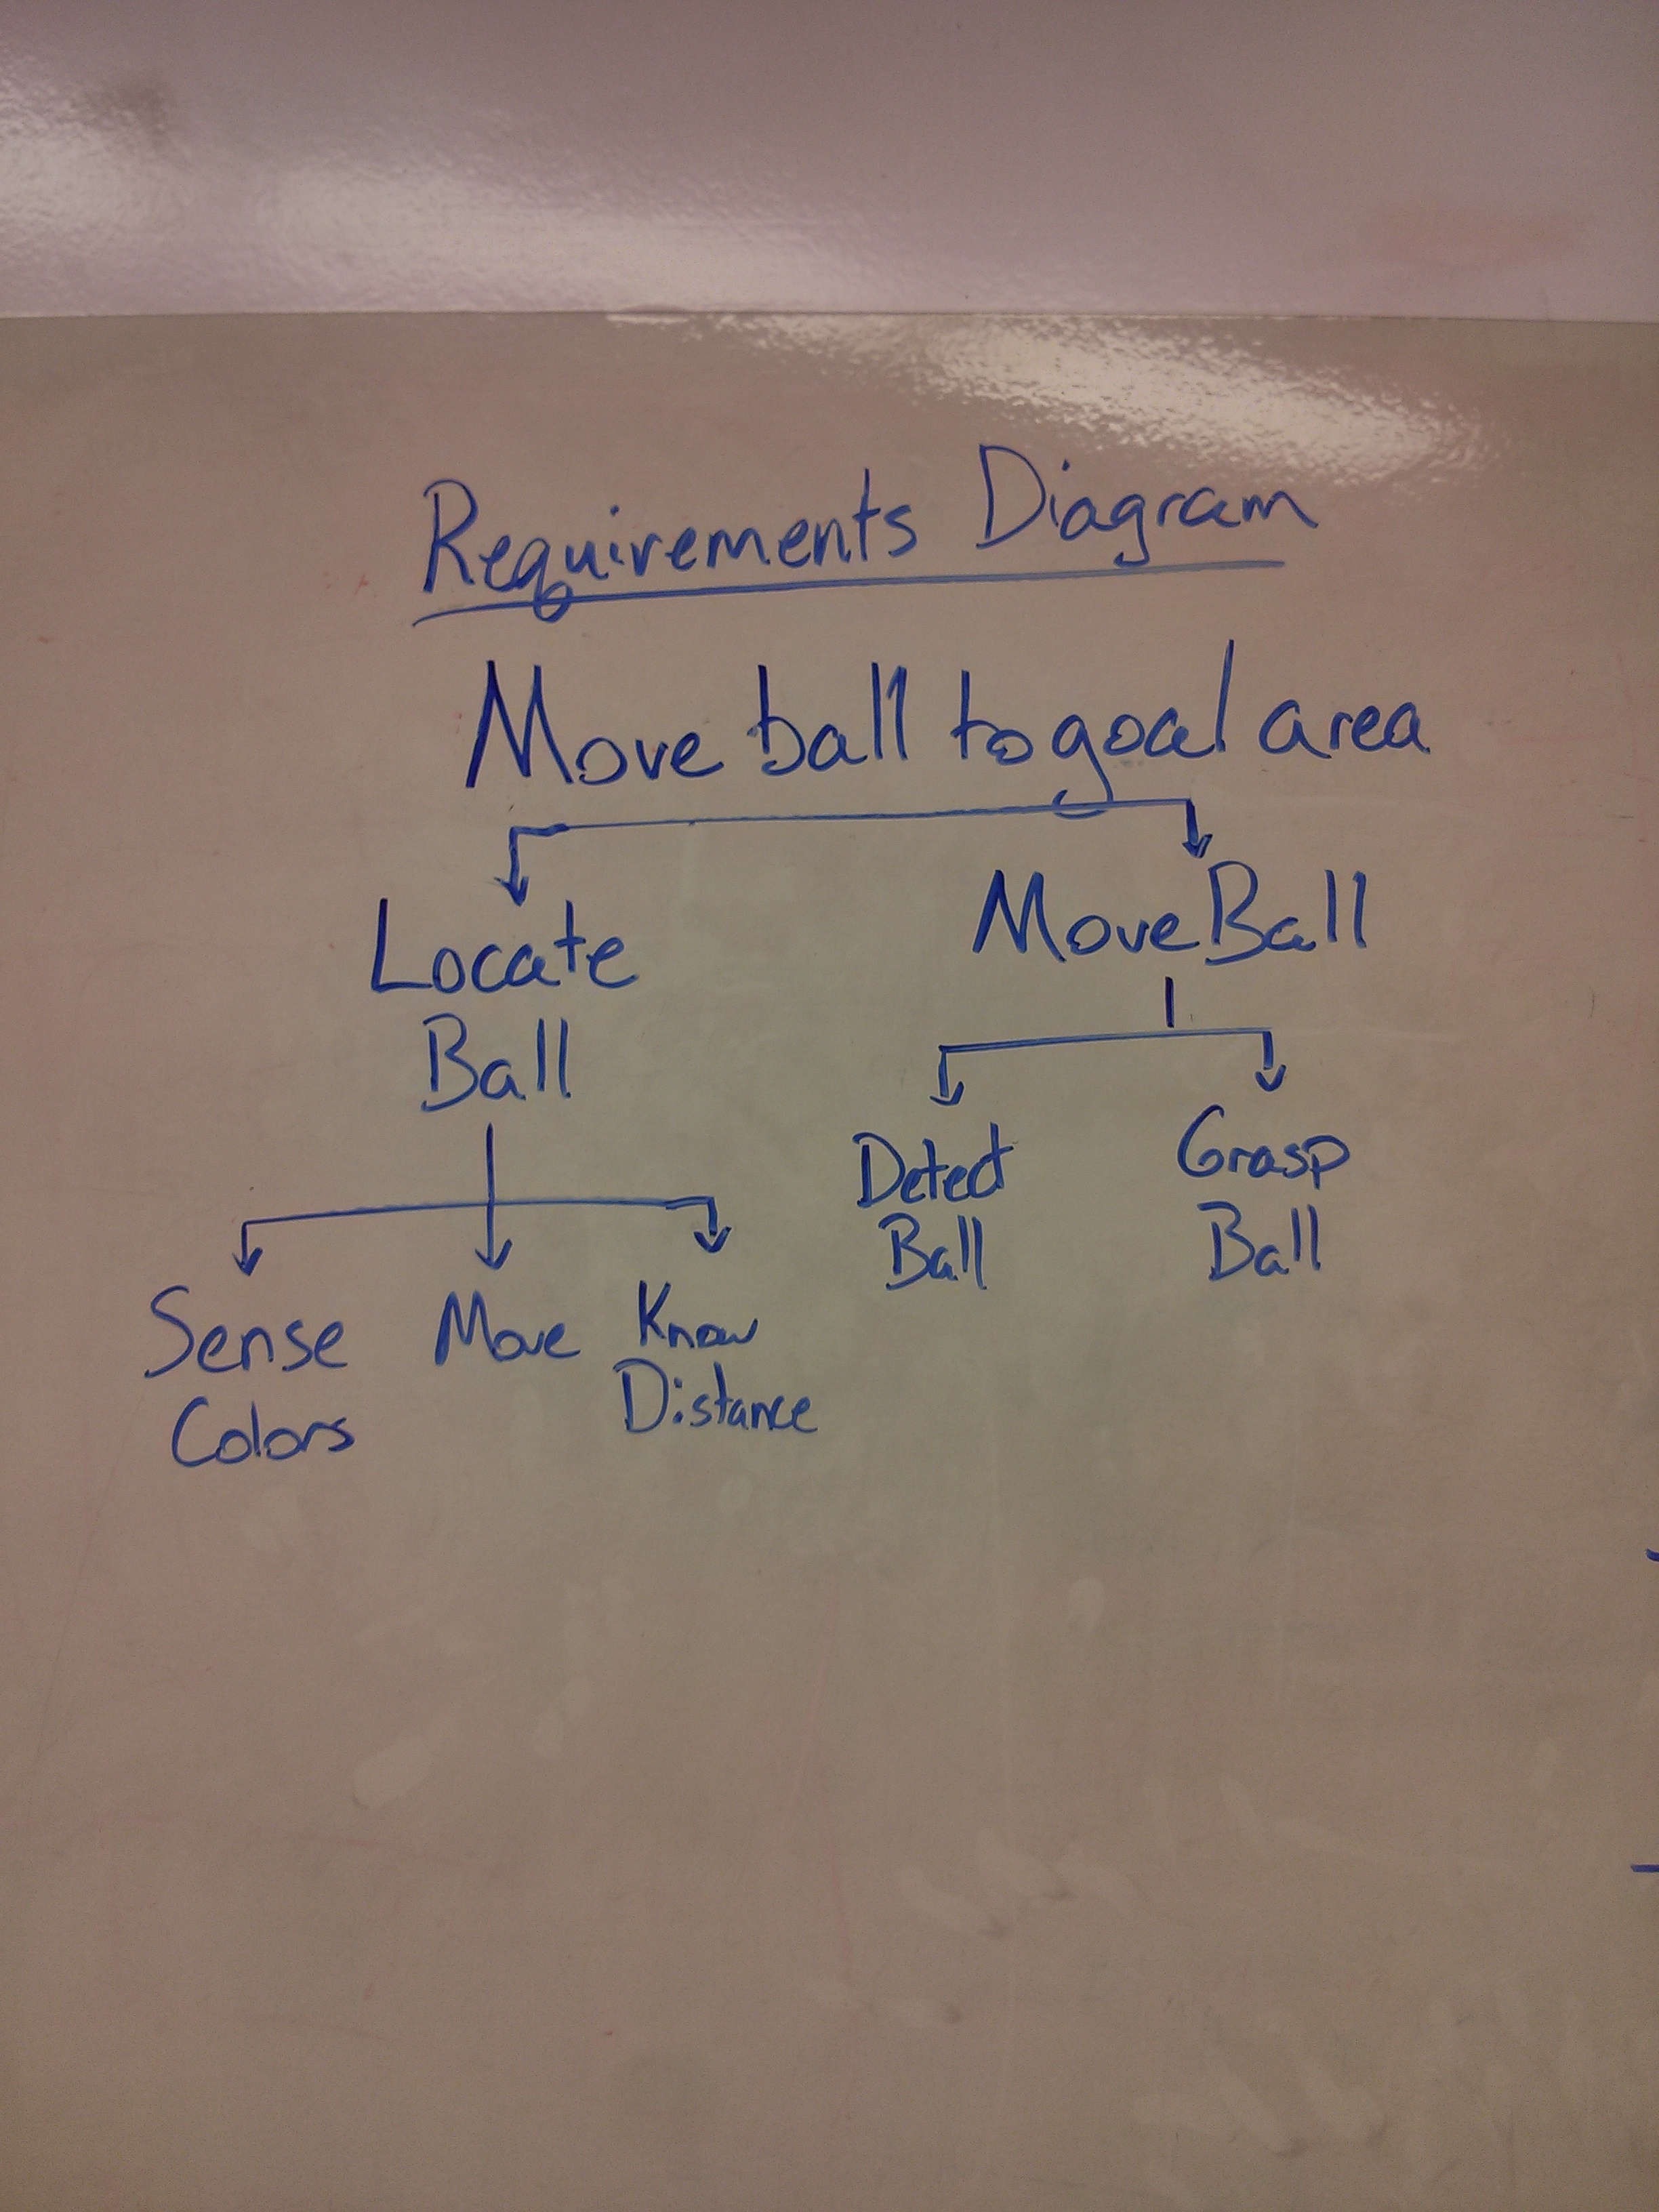 Requirements Diagram
Move ball to goal area
Locate
Ball
Move Ball
Sense
Colors
Move
Know
Distance
Detect
Ball
Grasp
Ball